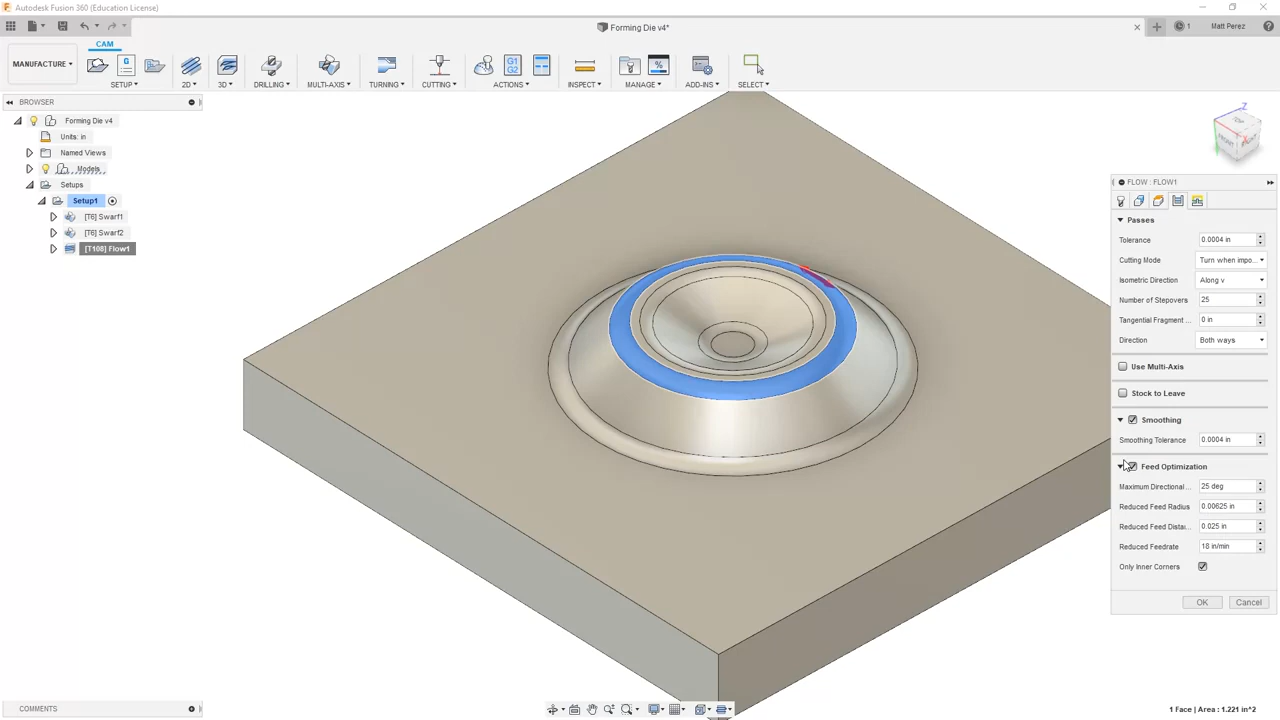 Autodesk Fusion 360 (Education License)
Forming Die v4*
1
Matt Perez
MANUFACTURE
CAM
SETUP
2D
3D
DRILLING
MULTI-AXIS
TURNING
CUTTING
G1
G2
ACTIONS
INSPECT
MANAGE
ADD-INS
SELECT
BROWSER
Forming Die v4
Units: in
Named Views
Models
Setups
Setup1
[T6] Swarf1
[T6] Swarf2
[T108] Flow1
Z
TOP
FRONT
FLOW : FLOW1
Passes
Tolerance 0.0004 in
Cutting Mode Turn when impo...
Isometric Direction Along v
Number of Stepovers 25
Tangential Fragment ... 0 in
Direction Both ways
Use Multi-Axis
Stock to Leave
Smoothing
Smoothing Tolerance 0.0004 in
Feed Optimization
Maximum Directional... 25 deg
Reduced Feed Radius 0.00625 in
Reduced Feed Distan... 0.025 in
Reduced Feedrate 18 in/min
Only Inner Corners
OK Cancel
COMMENTS
1 Face | Area : 1.221 in^2